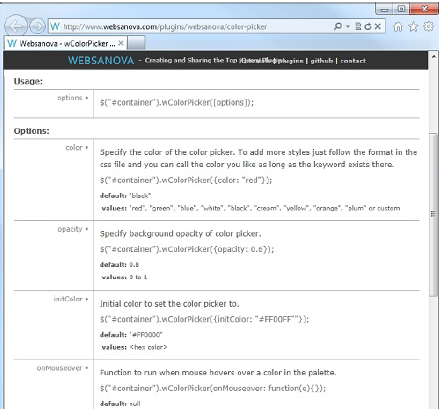 http://www.websanova.com/plugins/websanova/color-picker
Websanova - wColorPicker ...
WEBSANOVA - Creating and Sharing the Top plugins | github | contact
Usage:
options
$("#container").wColorPicker([options]);
Options:
color
Specify the color of the color picker. To add more styles just follow the format in the
css file and you can call the color you like as long as the keyword exists there.
$("#container").wColorPicker({color: "red"});
default: "black"
values: "red", "green", "blue", "white", "black", "cream", "yellow", "orange", "plum" or custom
opacity
Specify background opacity of color picker.
$("#container").wColorPicker({opacity: 0.6});
default: 0.8
values: 0 to 1
initColor
Initial color to set the color picker to.
$("#container").wColorPicker({initColor: "#FF00FF""});
default: "#FF0000"
values: <hex color>
onMouseover
Function to run when mouse hovers over a color in the palette.
$("#container").wColorPicker(onMouseover: function(e){});
default: null